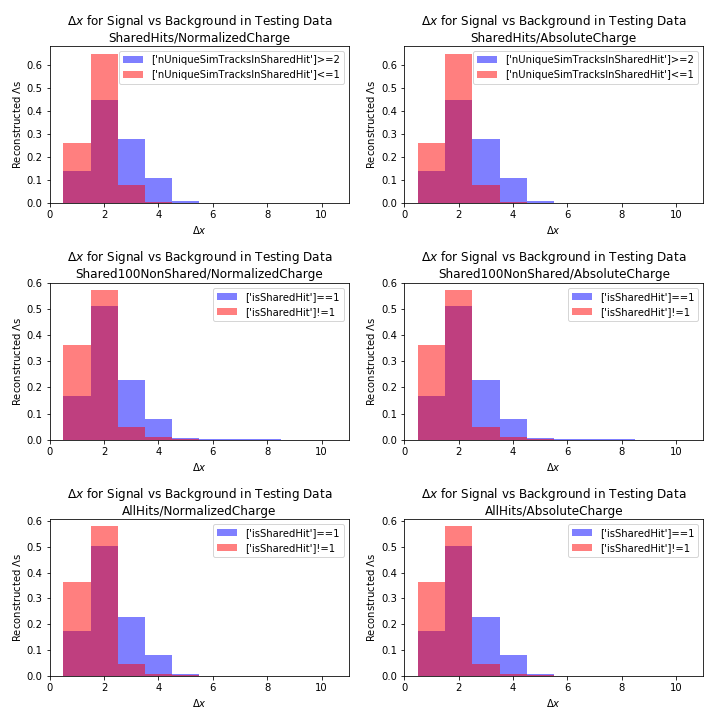 Δx for Signal vs Background in Testing Data
SharedHits/NormalizedCharge
Reconstructed Λs
0.6
0.5
0.4
0.3
0.2
0.1
0.0
['nUniqueSimTracksInSharedHit']>=2
['nUniqueSimTracksInSharedHit']<=1
0 2 4 6 8 10
Δx
Δx for Signal vs Background in Testing Data
SharedHits/AbsoluteCharge
Reconstructed Λs
0.6
0.5
0.4
0.3
0.2
0.1
0.0
['nUniqueSimTracksInSharedHit']>=2
['nUniqueSimTracksInSharedHit']<=1
0 2 4 6 8 10
Δx
Δx for Signal vs Background in Testing Data
Shared100NonShared/NormalizedCharge
Reconstructed Λs
0.6
0.5
0.4
0.3
0.2
0.1
0.0
['isSharedHit']==1
['isSharedHit']!=1
0 2 4 6 8 10
Δx
Δx for Signal vs Background in Testing Data
Shared100NonShared/AbsoluteCharge
Reconstructed Λs
0.6
0.5
0.4
0.3
0.2
0.1
0.0
['isSharedHit']==1
['isSharedHit']!=1
0 2 4 6 8 10
Δx
Δx for Signal vs Background in Testing Data
AllHits/NormalizedCharge
Reconstructed Λs
0.6
0.5
0.4
0.3
0.2
0.1
0.0
['isSharedHit']==1
['isSharedHit']!=1
0 2 4 6 8 10
Δx
Δx for Signal vs Background in Testing Data
AllHits/AbsoluteCharge
Reconstructed Λs
0.6
0.5
0.4
0.3
0.2
0.1
0.0
['isSharedHit']==1
['isSharedHit']!=1
0 2 4 6 8 10
Δx